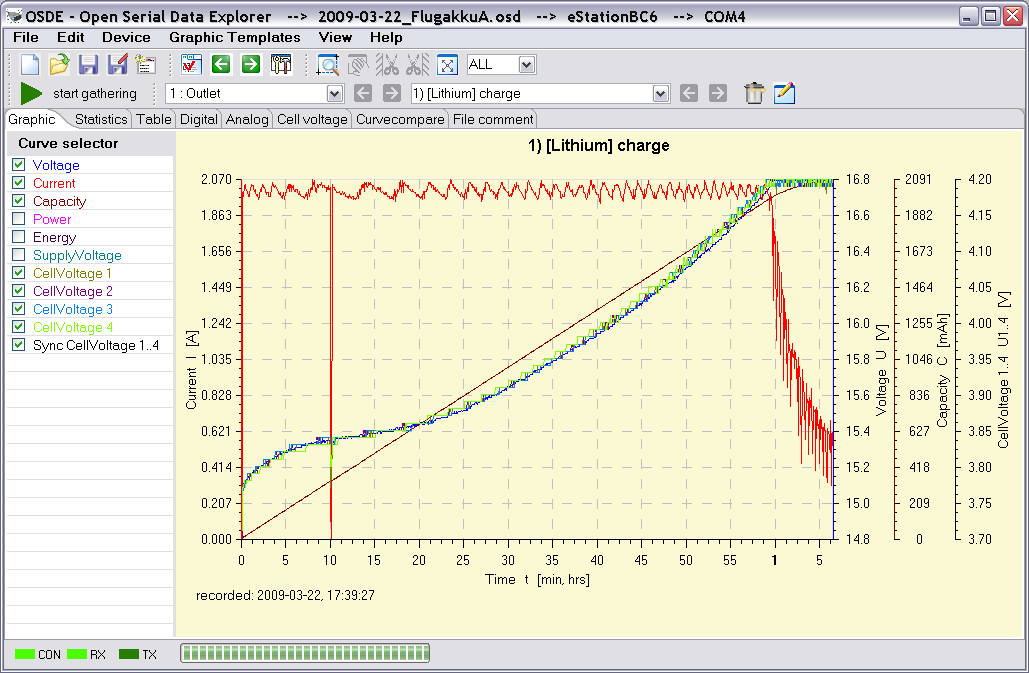 OSDE - Open Serial Data Explorer --> 2009-03-22_FlugakkuA.osd --> eStationBC6 --> COM4
File Edit Device Graphic Templates View Help
ALL
start gathering 1 : Outlet 1) [Lithium] charge
Graphic Statistics Table Digital Analog Cell voltage Curvecompare File comment
Curve selector
Voltage
Current
Capacity
Power
Energy
SupplyVoltage
CellVoltage 1
CellVoltage 2
CellVoltage 3
CellVoltage 4
Sync CellVoltage 1..4
1) [Lithium] charge
2.070 16.8 2091 4.20
1.863 16.6 1882 4.15
1.656 16.4 1673 4.10
1.449 16.2 1464 4.05
1.242 16.0 1255 4.00
1.035 15.8 1046 3.95
0.828 15.6 836 3.90
0.621 15.4 627 3.85
0.414 15.2 418 3.80
0.207 15.0 209 3.75
0.000 14.8 0 3.70
Current I [A]
Voltage U [V]
Capacity C [mAh]
CellVoltage 1..4 U1..4 [V]
0 5 10 15 20 25 30 35 40 45 50 55 1 5
Time t [min, hrs]
recorded: 2009-03-22, 17:39:27
CON RX TX